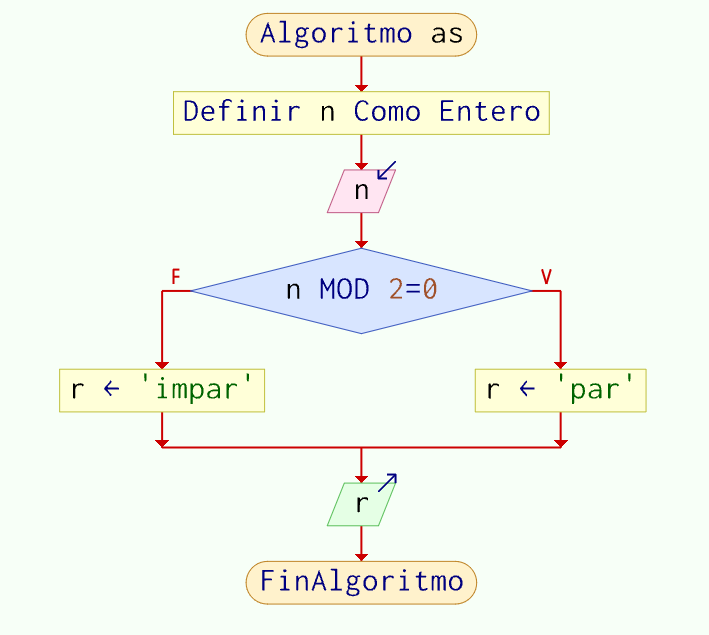 Algoritmo as
Definir n Como Entero
n
F
V
n MOD 2=0
r ← 'impar'
r ← 'par'
r
FinAlgoritmo